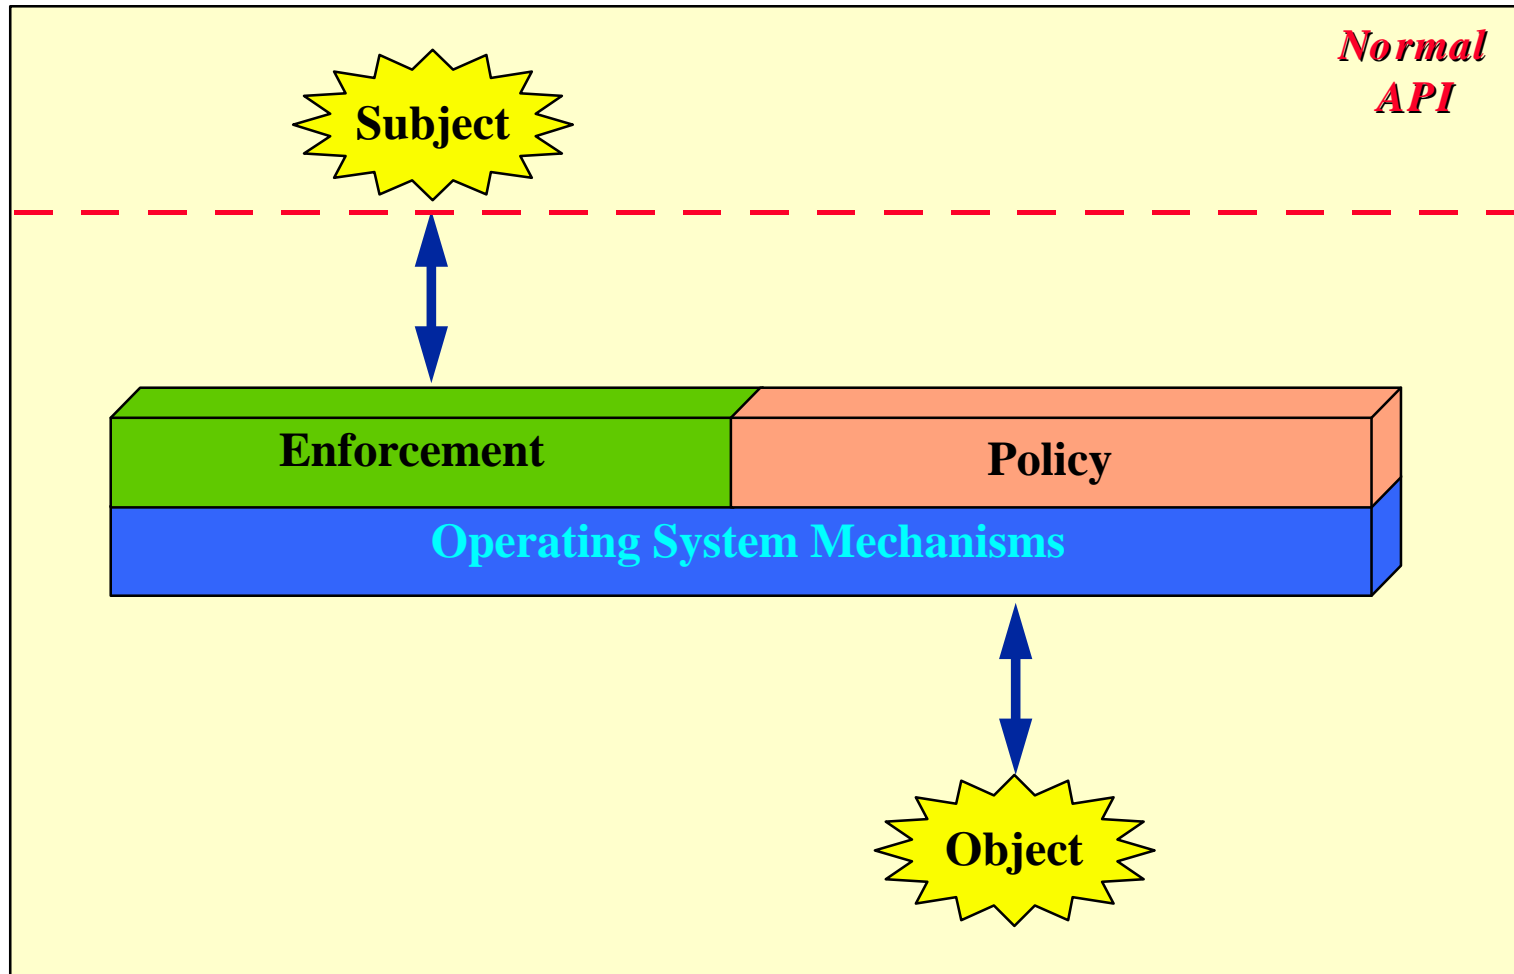 Normal
API
Subject
Enforcement
Policy
Operating System Mechanisms
Object